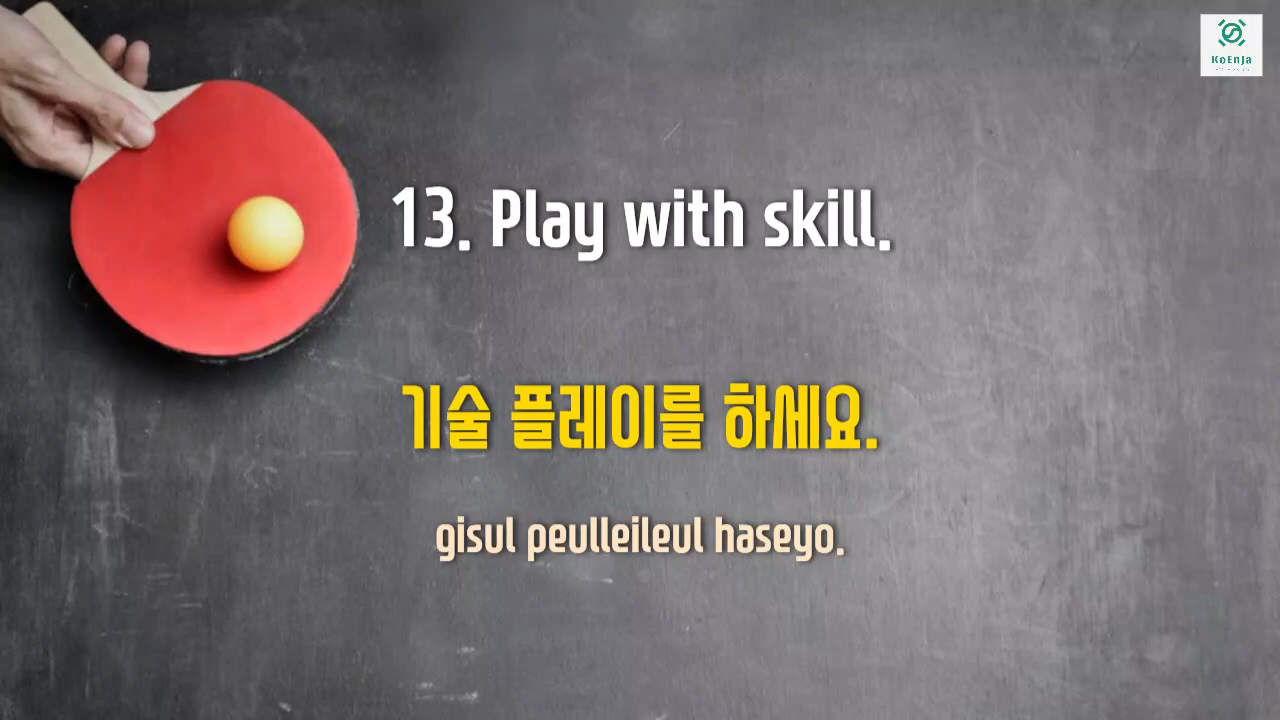 KoEnJa
13. Play with skill.
기술 플레이를 하세요.
gisul peulleileul haseyo.